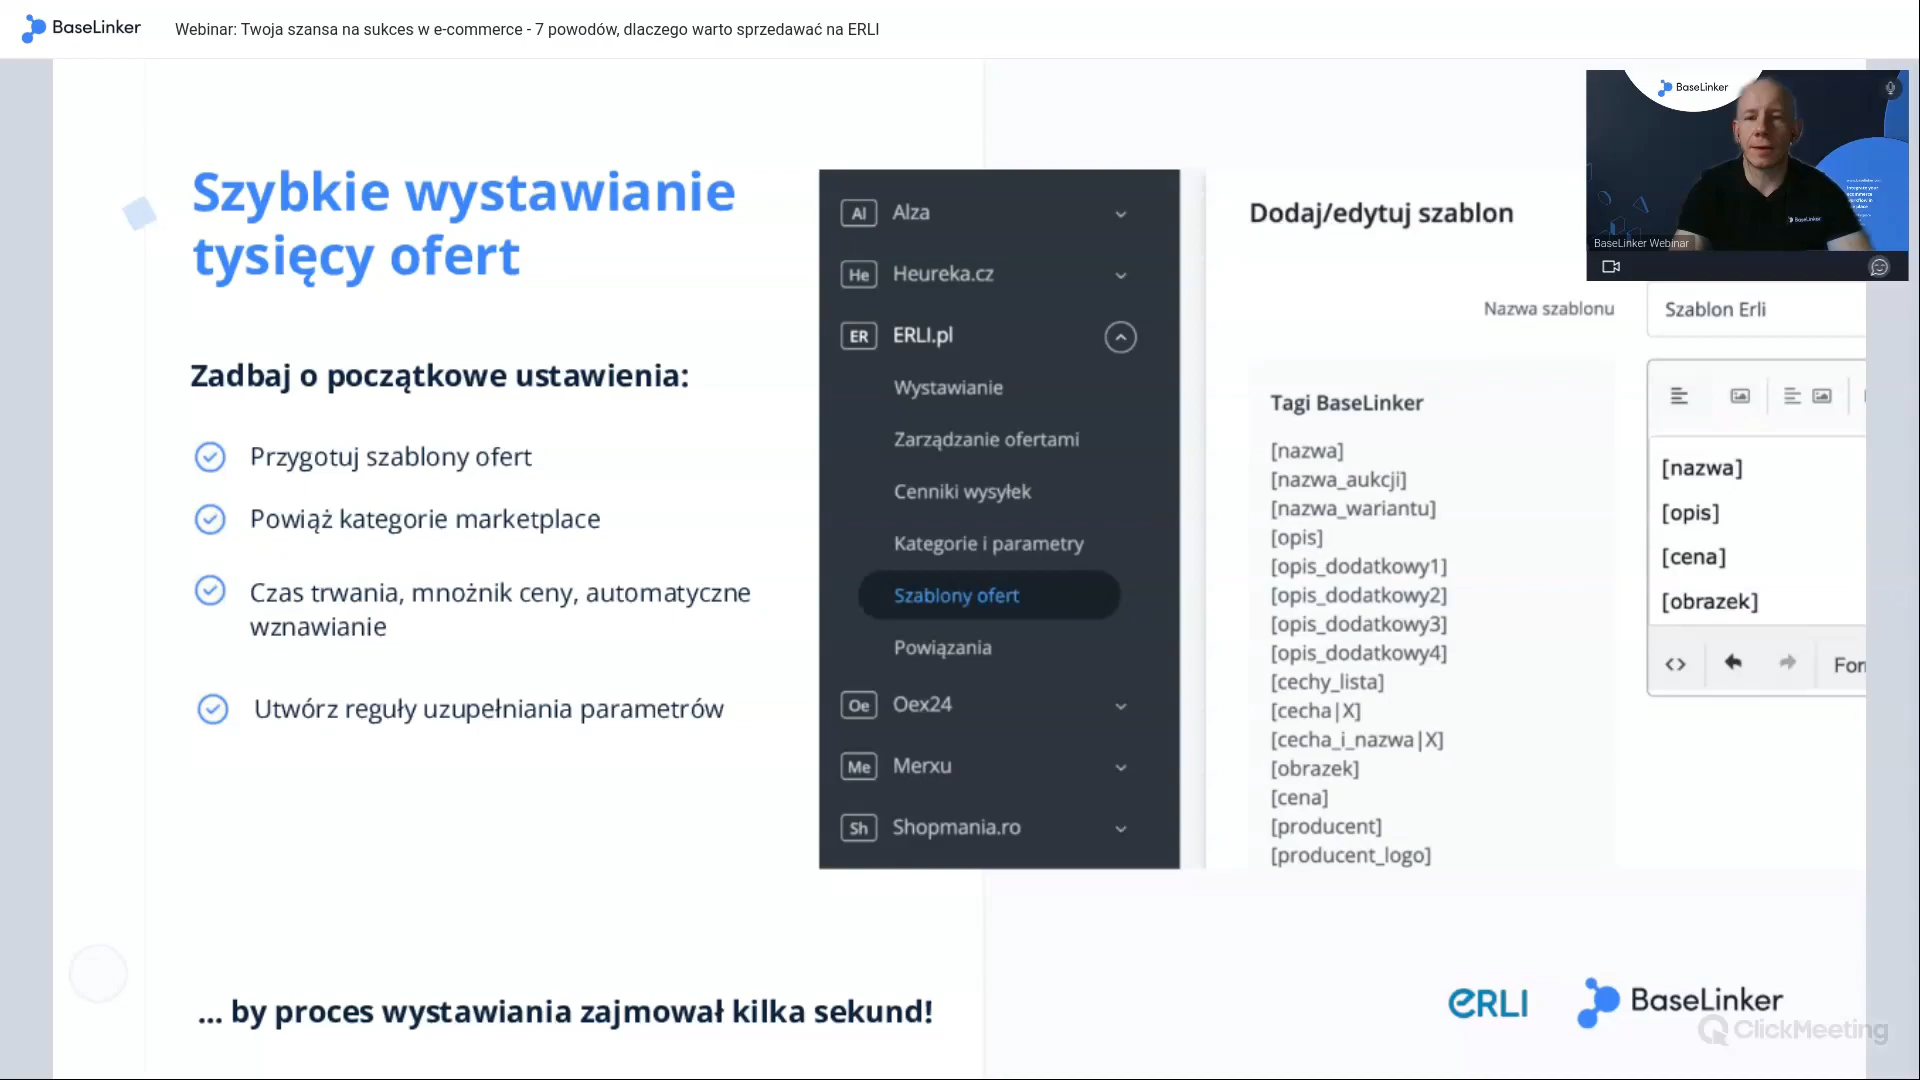 BaseLinker
Webinar: Twoja szansa na sukces w e-commerce - 7 powodów, dlaczego warto sprzedawać na ERLI
Szybkie wystawianie
tysięcy ofert
Zadbaj o początkowe ustawienia:
Przygotuj szablony ofert
Powiąż kategorie marketplace
Czas trwania, mnożnik ceny, automatyczne
wznawianie
Utwórz reguły uzupełniania parametrów
... by proces wystawiania zajmował kilka sekund!
Al Alza
He Heureka.cz
ER ERLI.pl
Wystawianie
Zarządzanie ofertami
Cenniki wysyłek
Kategorie i parametry
Szablony ofert
Powiązania
Oe Oex24
Me Merxu
Sh Shopmania.ro
Dodaj/edytuj szablon
Nazwa szablonu
Szablon Erli
Tagi BaseLinker
[nazwa]
[nazwa_aukcji]
[nazwa_wariantu]
[opis]
[opis_dodatkowy1]
[opis_dodatkowy2]
[opis_dodatkowy3]
[opis_dodatkowy4]
[cechy_lista]
[cecha|X]
[cecha_i_nazwa|X]
[obrazek]
[cena]
[producent]
[producent_logo]
[nazwa]
[opis]
[cena]
[obrazek]
For
BaseLinker
BaseLinker
BaseLinker Webinar
ERLI
BaseLinker
ClickMeeting